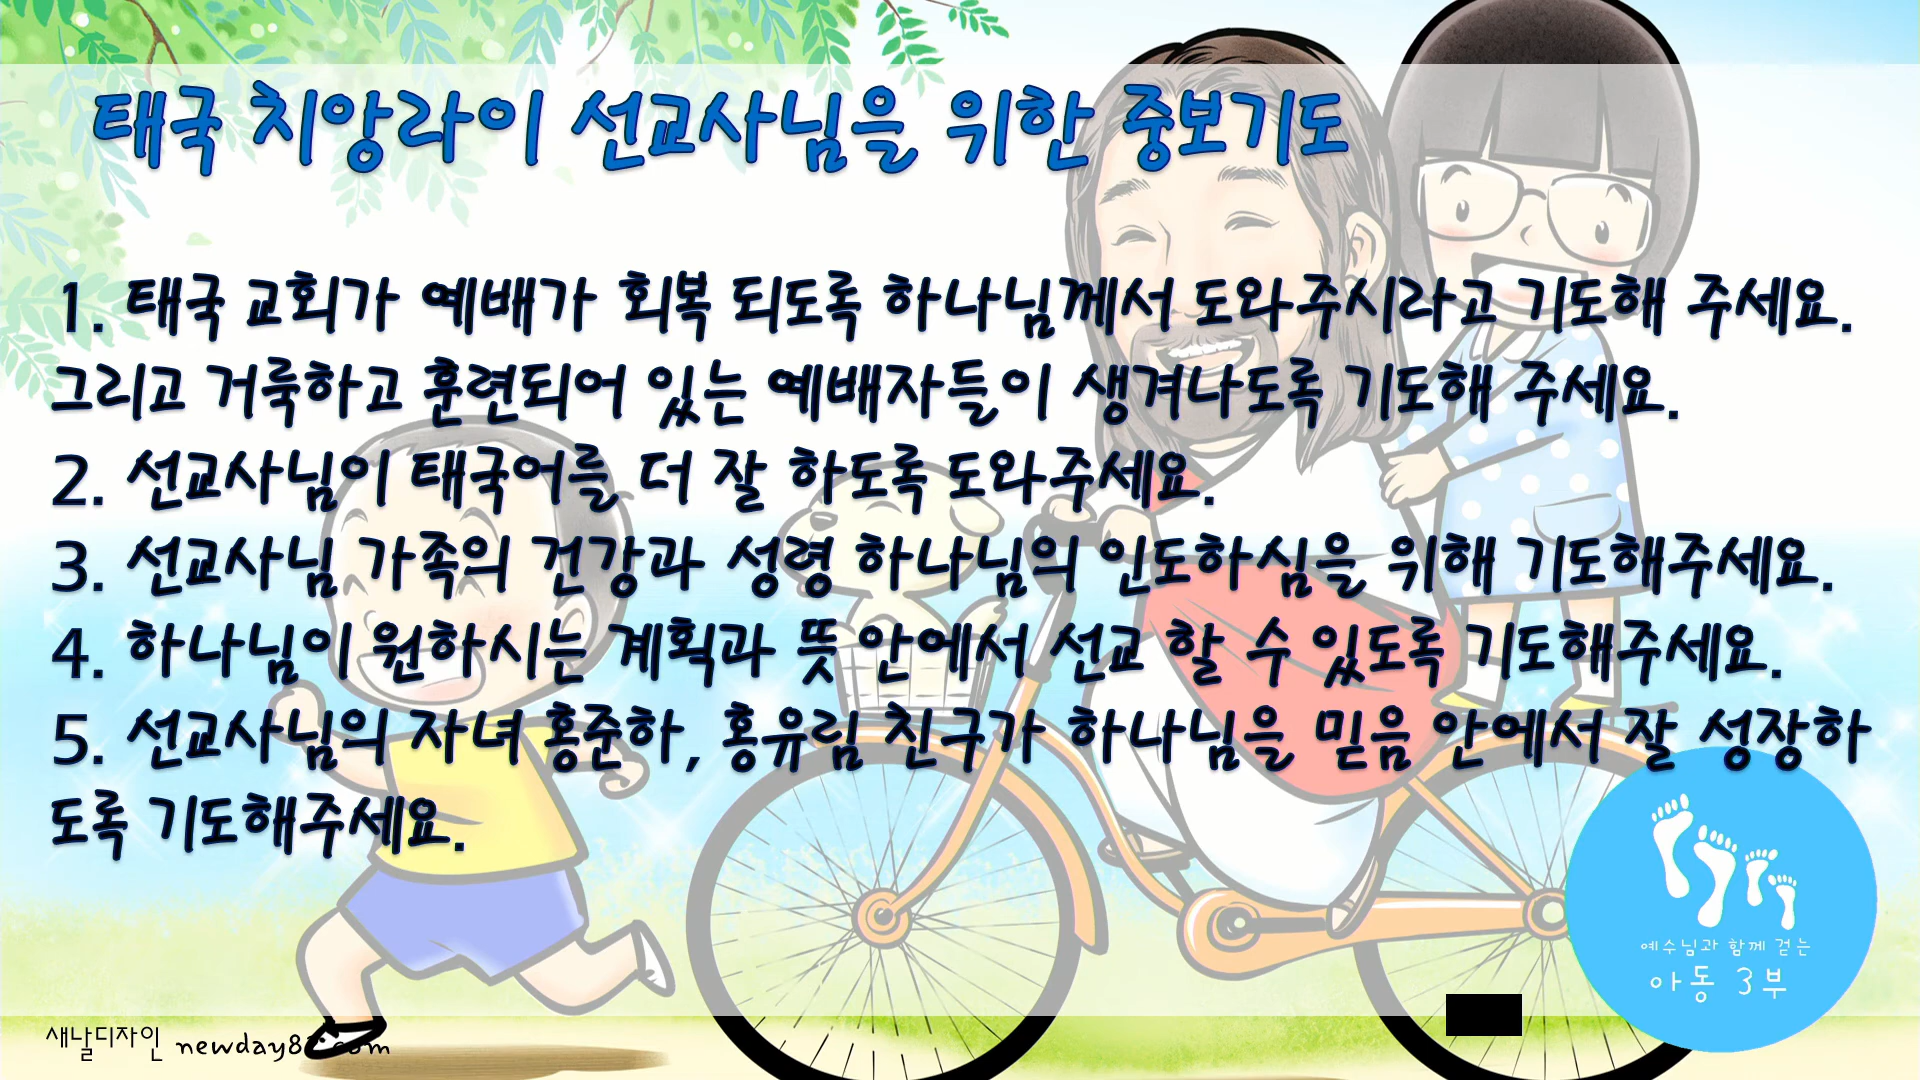 태국 치앙라이 선교사님을 위한 중보기도
1. 태국 교회가 예배가 회복 되도록 하나님께서 도와주시라고 기도해 주세요.
그리고 거룩하고 훈련되어 있는 예배자들이 생겨나도록 기도해 주세요.
2. 선교사님이 태국어를 더 잘 하도록 도와주세요.
3. 선교사님 가족의 건강과 성령 하나님의 인도하심을 위해 기도해주세요.
4. 하나님이 원하시는 계획과 뜻 안에서 선교 할 수 있도록 기도해주세요.
5. 선교사님의 자녀 홍준하, 홍유림 친구가 하나님을 믿음 안에서 잘 성장하
도록 기도해주세요.
예수님과 함께 걷는
아동 3부
새날디자인